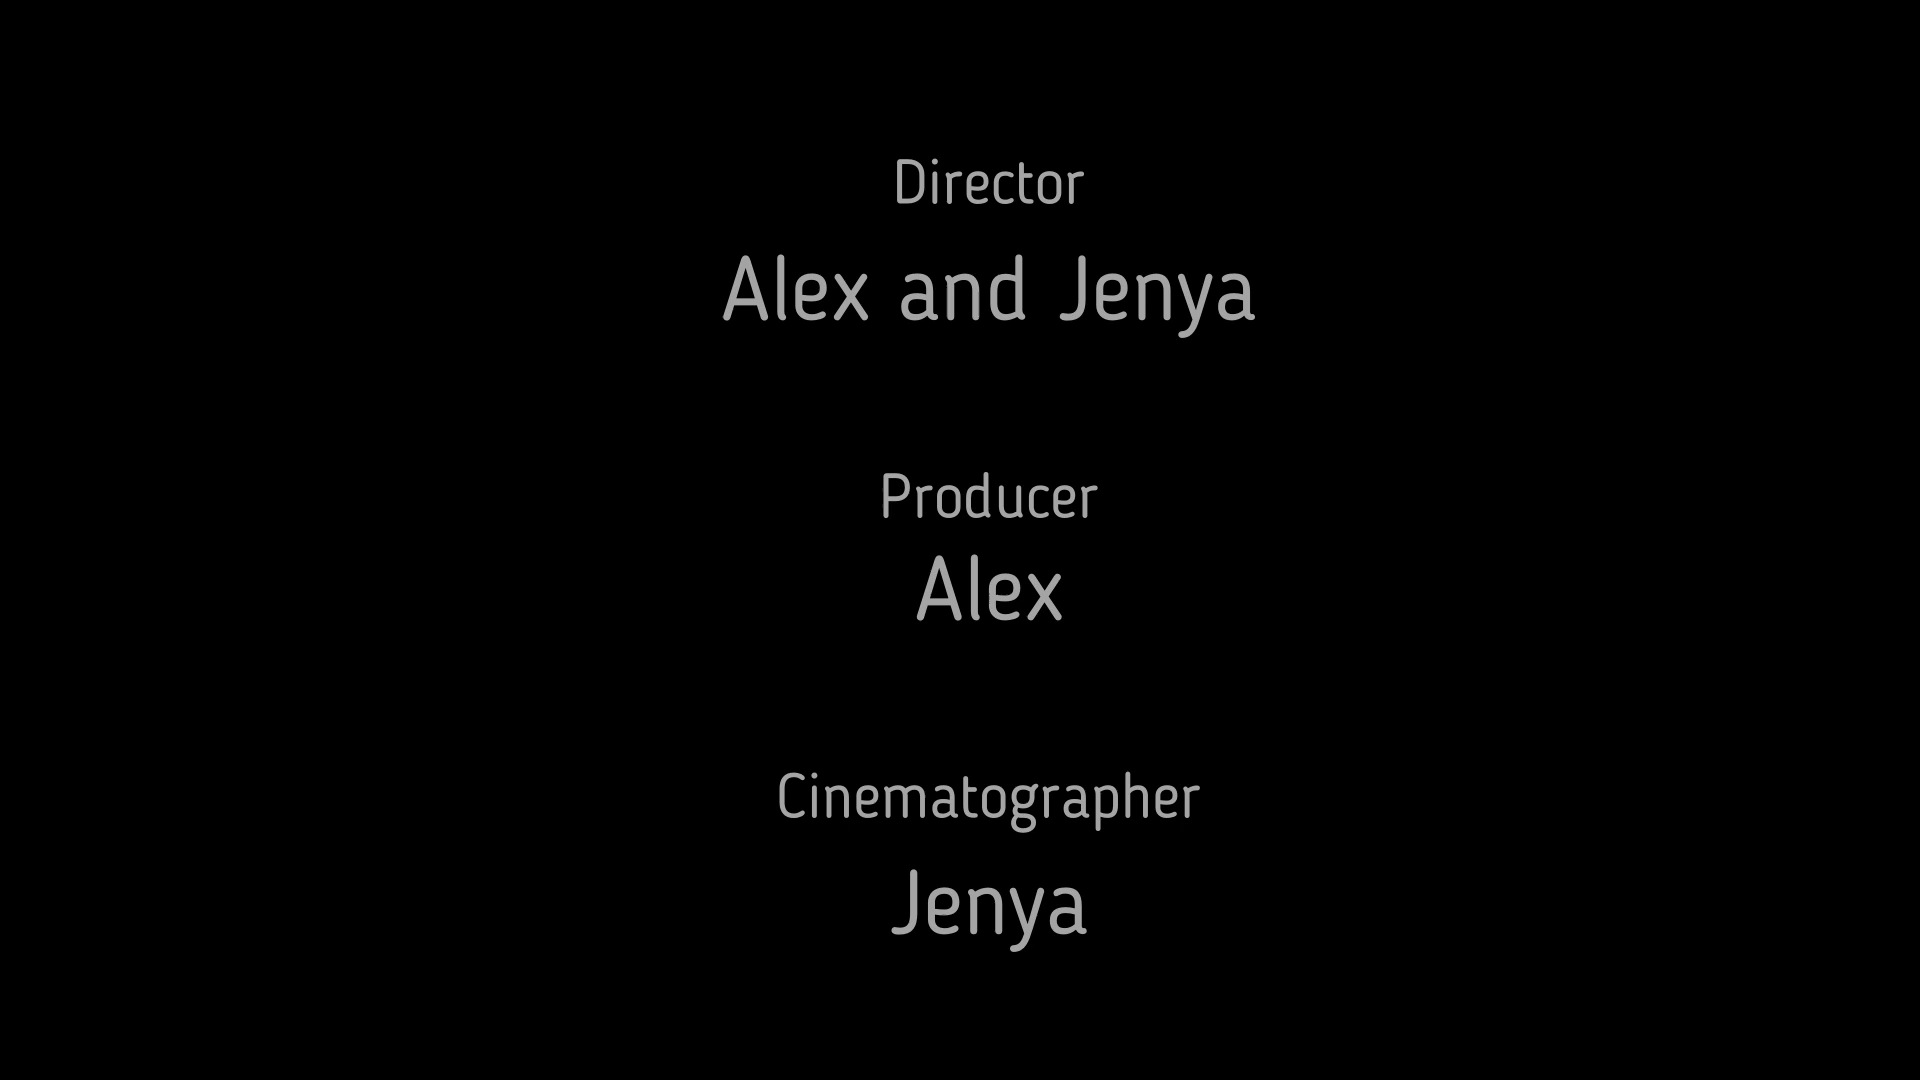 Director
Alex and Jenya
Producer
Alex
Cinematographer
Jenya